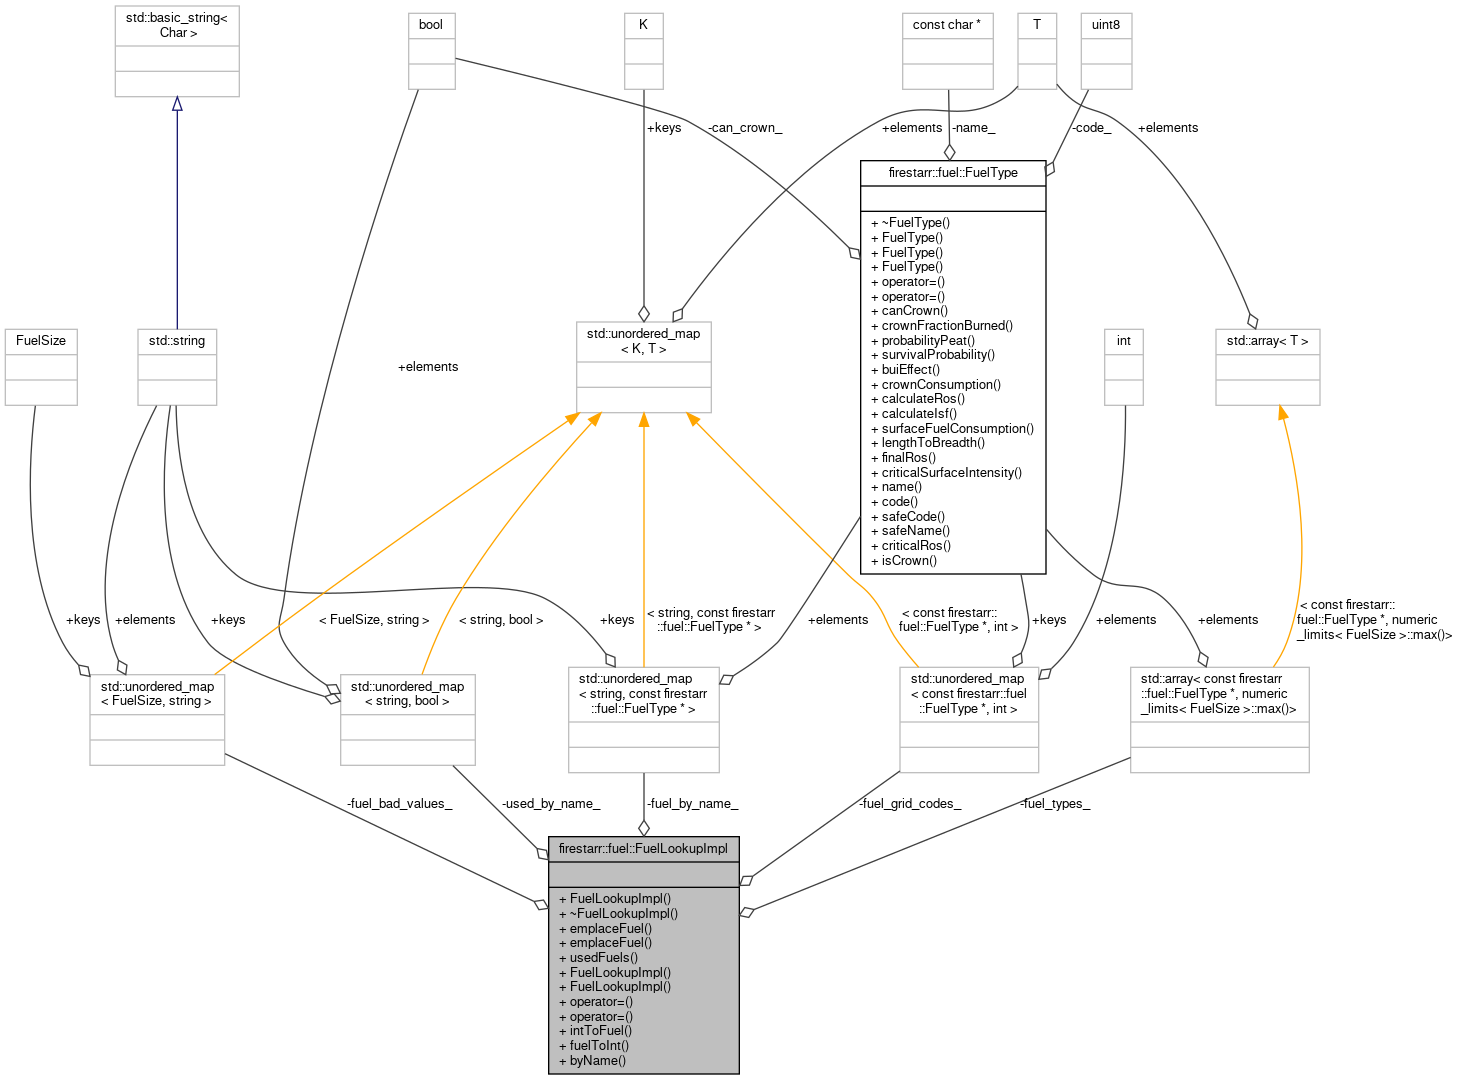 std::basic_string<
Char >
bool
K
const char *
T
uint8
+keys
-can_crown_
+elements
-name_
-code_
+elements
firestarr::fuel::FuelType
+ ~FuelType()
+ FuelType()
+ FuelType()
+ FuelType()
+ operator=()
+ operator=()
+ canCrown()
+ crownFractionBurned()
+ probabilityPeat()
+ survivalProbability()
+ buiEffect()
+ crownConsumption()
+ calculateRos()
+ calculateIsf()
+ surfaceFuelConsumption()
+ lengthToBreadth()
+ finalRos()
+ criticalSurfaceIntensity()
+ name()
+ code()
+ safeCode()
+ safeName()
+ criticalRos()
+ isCrown()
FuelSize
std::string
std::unordered_map
< K, T >
int
std::array< T >
+elements
+keys
+elements
+keys
< FuelSize, string >
< string, bool >
+keys
< string, const firestarr
::fuel::FuelType * >
+elements
< const firestarr::
fuel::FuelType *, int >
+keys
+elements
+elements
< const firestarr::
fuel::FuelType *, numeric
_limits< FuelSize >::max()>
std::unordered_map
< FuelSize, string >
std::unordered_map
< string, bool >
std::unordered_map
< string, const firestarr
::fuel::FuelType * >
std::unordered_map
< const firestarr::fuel
::FuelType *, int >
std::array< const firestarr
::fuel::FuelType *, numeric
_limits< FuelSize >::max()>
-fuel_bad_values_
-used_by_name_
-fuel_by_name_
-fuel_grid_codes_
-fuel_types_
firestarr::fuel::FuelLookupImpl
+ FuelLookupImpl()
+ ~FuelLookupImpl()
+ emplaceFuel()
+ emplaceFuel()
+ usedFuels()
+ FuelLookupImpl()
+ FuelLookupImpl()
+ operator=()
+ operator=()
+ intToFuel()
+ fuelToInt()
+ byName()